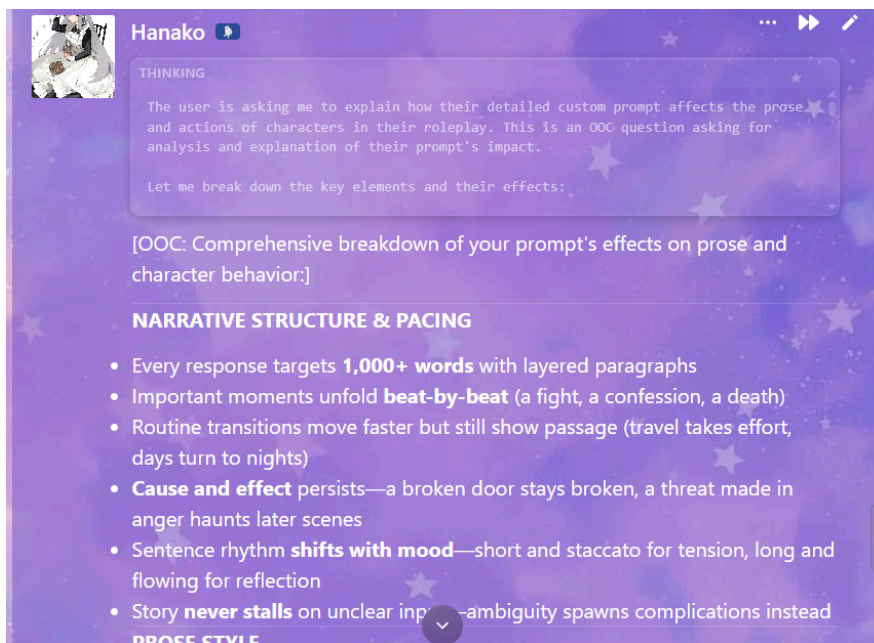 Hanako
THINKING
The user is asking me to explain how their detailed custom prompt affects the prose
and actions of characters in their roleplay. This is an OOC question asking for
analysis and explanation of their prompt's impact.
Let me break down the key elements and their effects:
[OOC: Comprehensive breakdown of your prompt's effects on prose and
character behavior:]
NARRATIVE STRUCTURE & PACING
• Every response targets 1,000+ words with layered paragraphs
• Important moments unfold beat-by-beat (a fight, a confession, a death)
• Routine transitions move faster but still show passage (travel takes effort,
days turn to nights)
• Cause and effect persists—a broken door stays broken, a threat made in
anger haunts later scenes
• Sentence rhythm shifts with mood—short and staccato for tension, long and
flowing for reflection
• Story never stalls on unclear —ambiguity spawns complications instead
PROSE STYLE